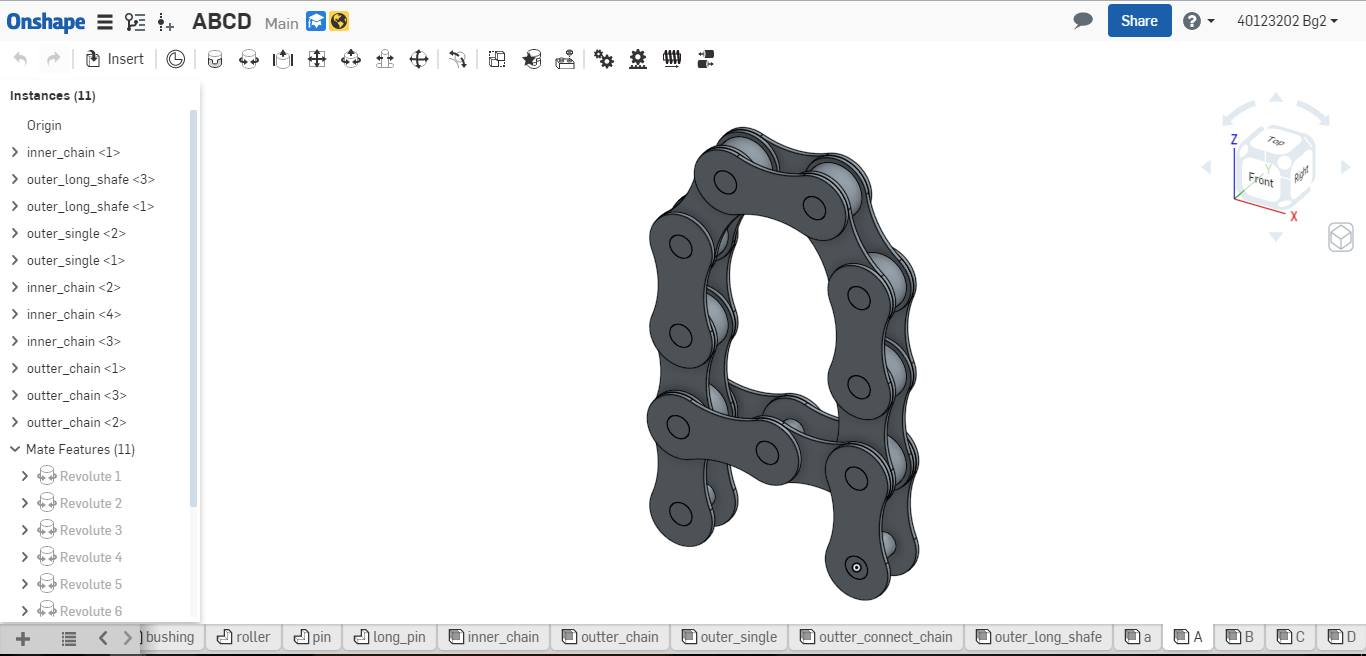 Onshape ABCD Main Share 40123202 Bg2
Insert
Instances (11)
Origin
inner_chain <1>
outer_long_shafe <3>
outer_long_shafe <1>
outer_single <2>
outer_single <1>
inner_chain <2>
inner_chain <4>
inner_chain <3>
outter_chain <1>
outter_chain <3>
outter_chain <2>
Mate Features (11)
Revolute 1
Revolute 2
Revolute 3
Revolute 4
Revolute 5
Revolute 6
Top
Z
Y
Front
Right
X
bushing roller pin long_pin inner_chain outter_chain outer_single outter_connect_chain outer_long_shafe a A B C D